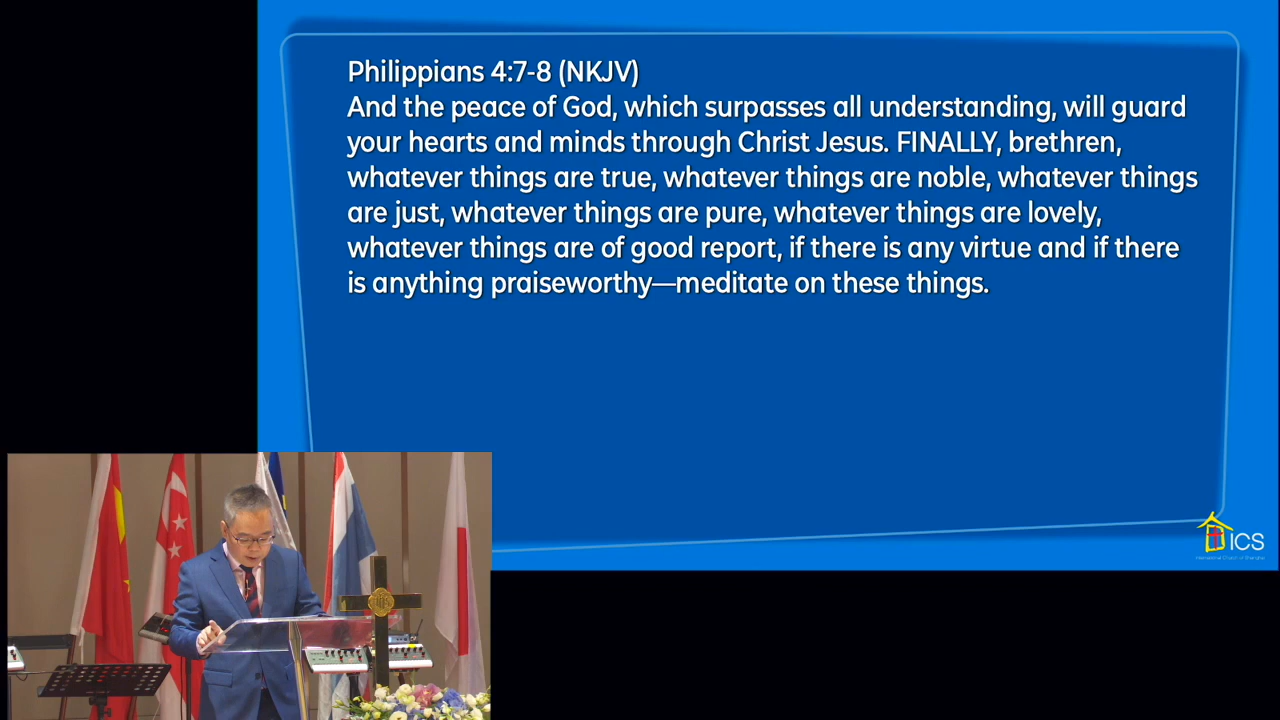 Philippians 4:7-8 (NKJV)
And the peace of God, which surpasses all understanding, will guard
your hearts and minds through Christ Jesus. FINALLY, brethren,
whatever things are true, whatever things are noble, whatever things
are just, whatever things are pure, whatever things are lovely,
whatever things are of good report, if there is any virtue and if there
is anything praiseworthy—meditate on these things.
ICS